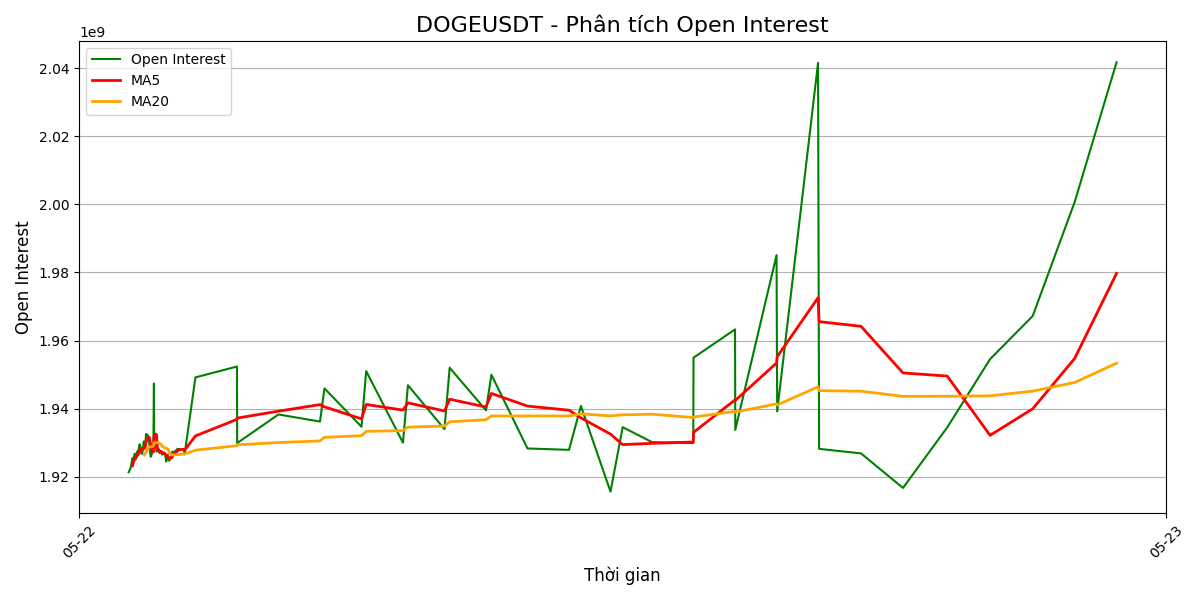 DOGEUSDT - Phân tích Open Interest
1e9
Open Interest
MA5
MA20
2.04
2.02
2.00
1.98
1.96
1.94
1.92
Open Interest
05-22
05-23
Thời gian